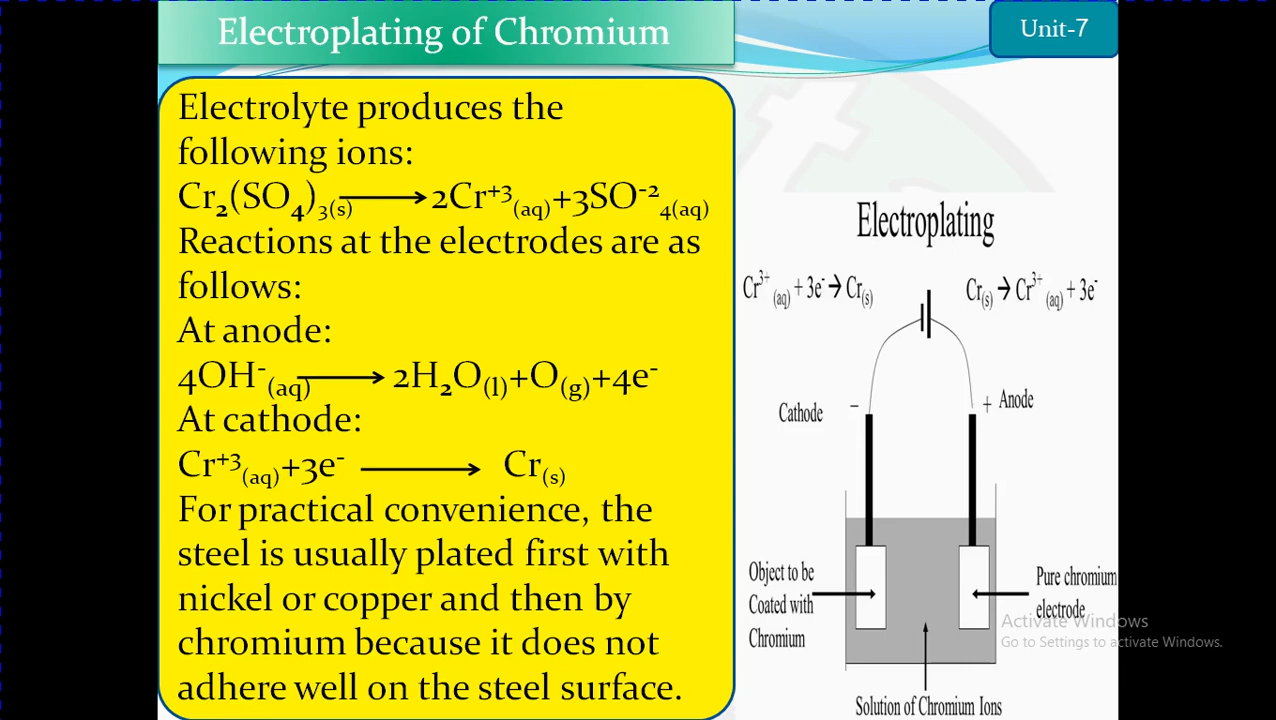 Electroplating of Chromium
Unit-7
Electrolyte produces the
following ions:
Cr₂(SO₄)₃(s) ⟶ 2Cr⁺³(aq)+3SO⁻²₄(aq)
Reactions at the electrodes are as
follows:
At anode:
4OH⁻(aq) ⟶ 2H₂O(l)+O(g)+4e⁻
At cathode:
Cr⁺³(aq)+3e⁻ ⟶ Cr(s)
For practical convenience, the
steel is usually plated first with
nickel or copper and then by
chromium because it does not
adhere well on the steel surface.
Electroplating
Cr³⁺(aq) + 3e⁻ → Cr(s)
Cr(s) → Cr³⁺(aq) + 3e⁻
Cathode −
+ Anode
Object to be
Coated with
Chromium
Pure chromium
electrode
Solution of Chromium Ions
Activate Windows
Go to Settings to activate Windows.